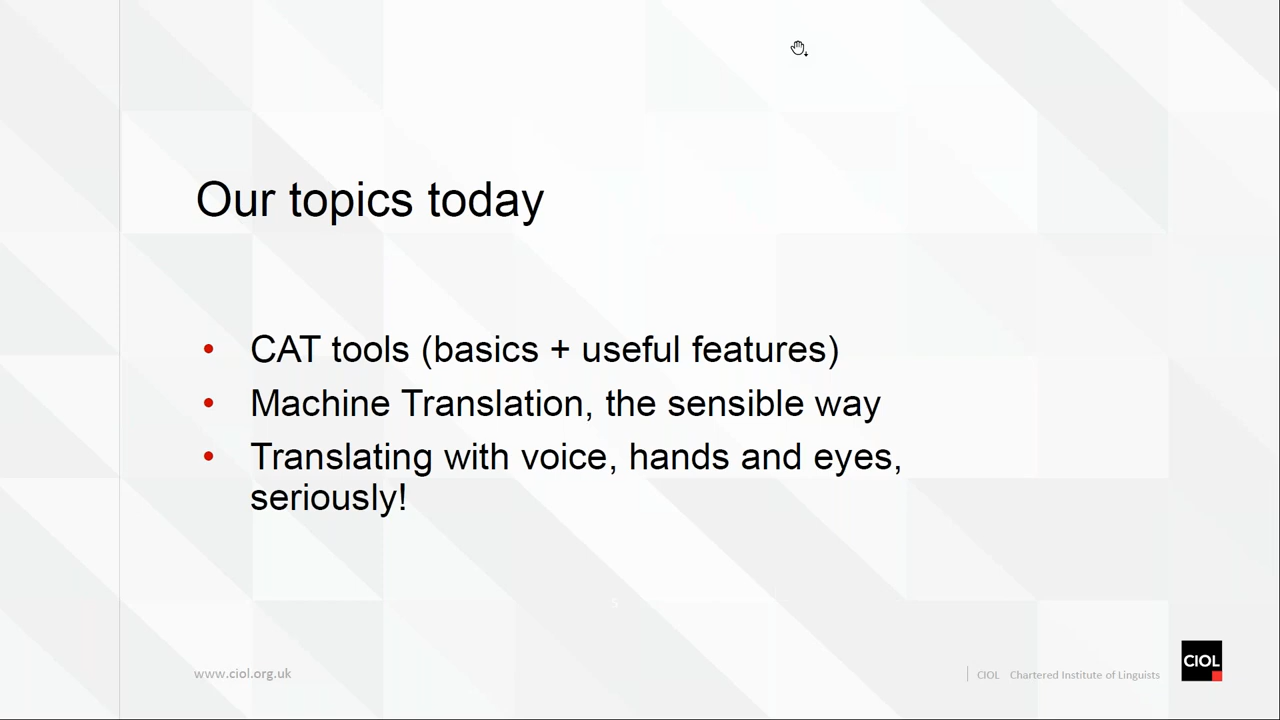 Our topics today
• CAT tools (basics + useful features)
• Machine Translation, the sensible way
• Translating with voice, hands and eyes,
seriously!
5
www.ciol.org.uk
CIOL Chartered Institute of Linguists
CIOL